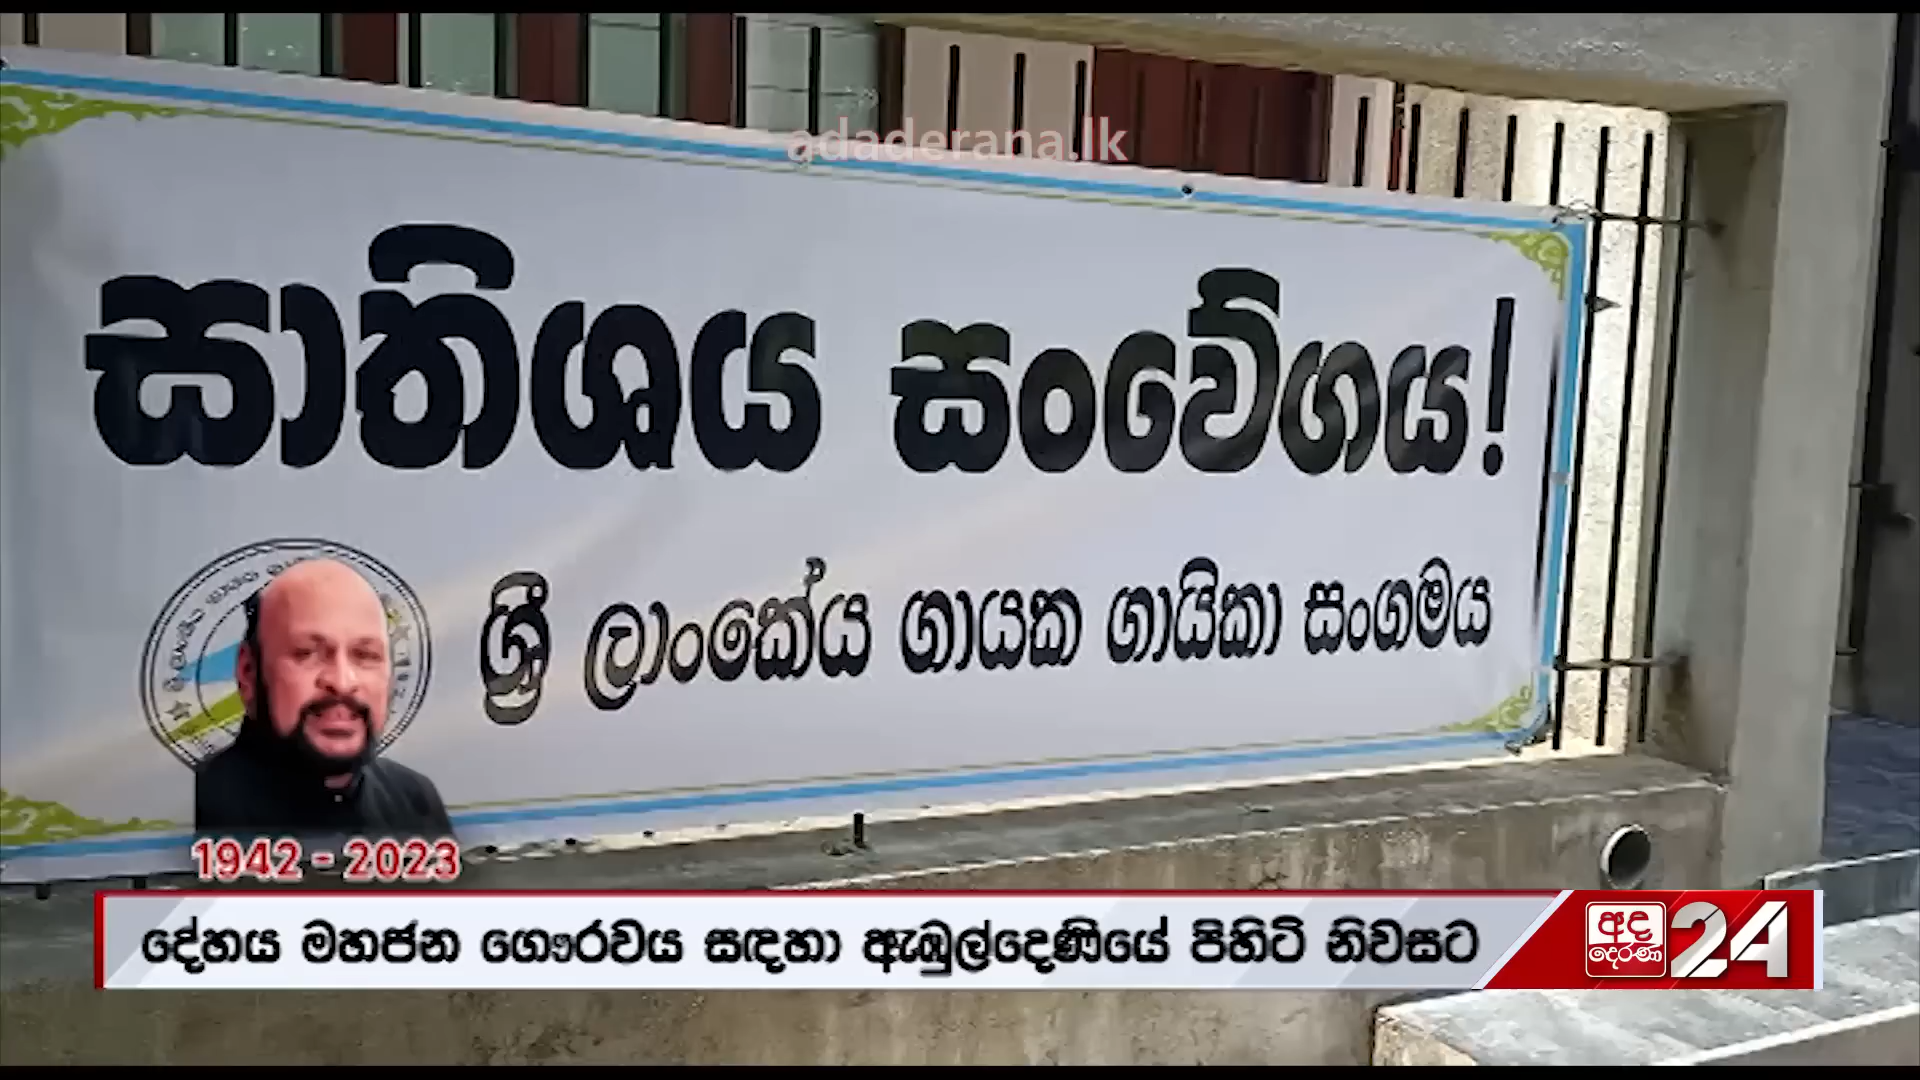 adaderana.lk
සාතිශය සංවේගය!
ශ්‍රී ලාංකේය ගායක ගායිකා සංගමය
1942 - 2023
දේහය මහජන ගෞරවය සඳහා ඇඹුල්දෙණියේ පිහිටි නිවසට
අද දෙරණ 24